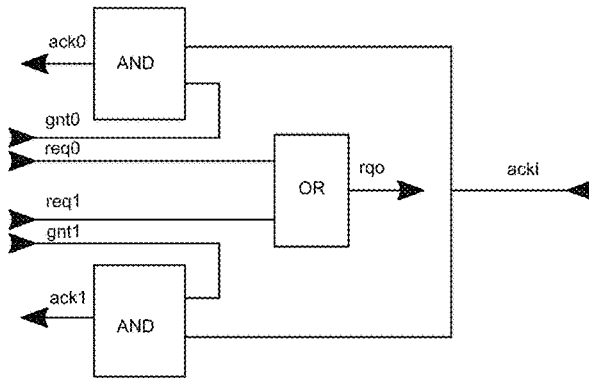 ack0
AND
gnt0
req0
OR
rqo
acki
req1
gnt1
ack1
AND